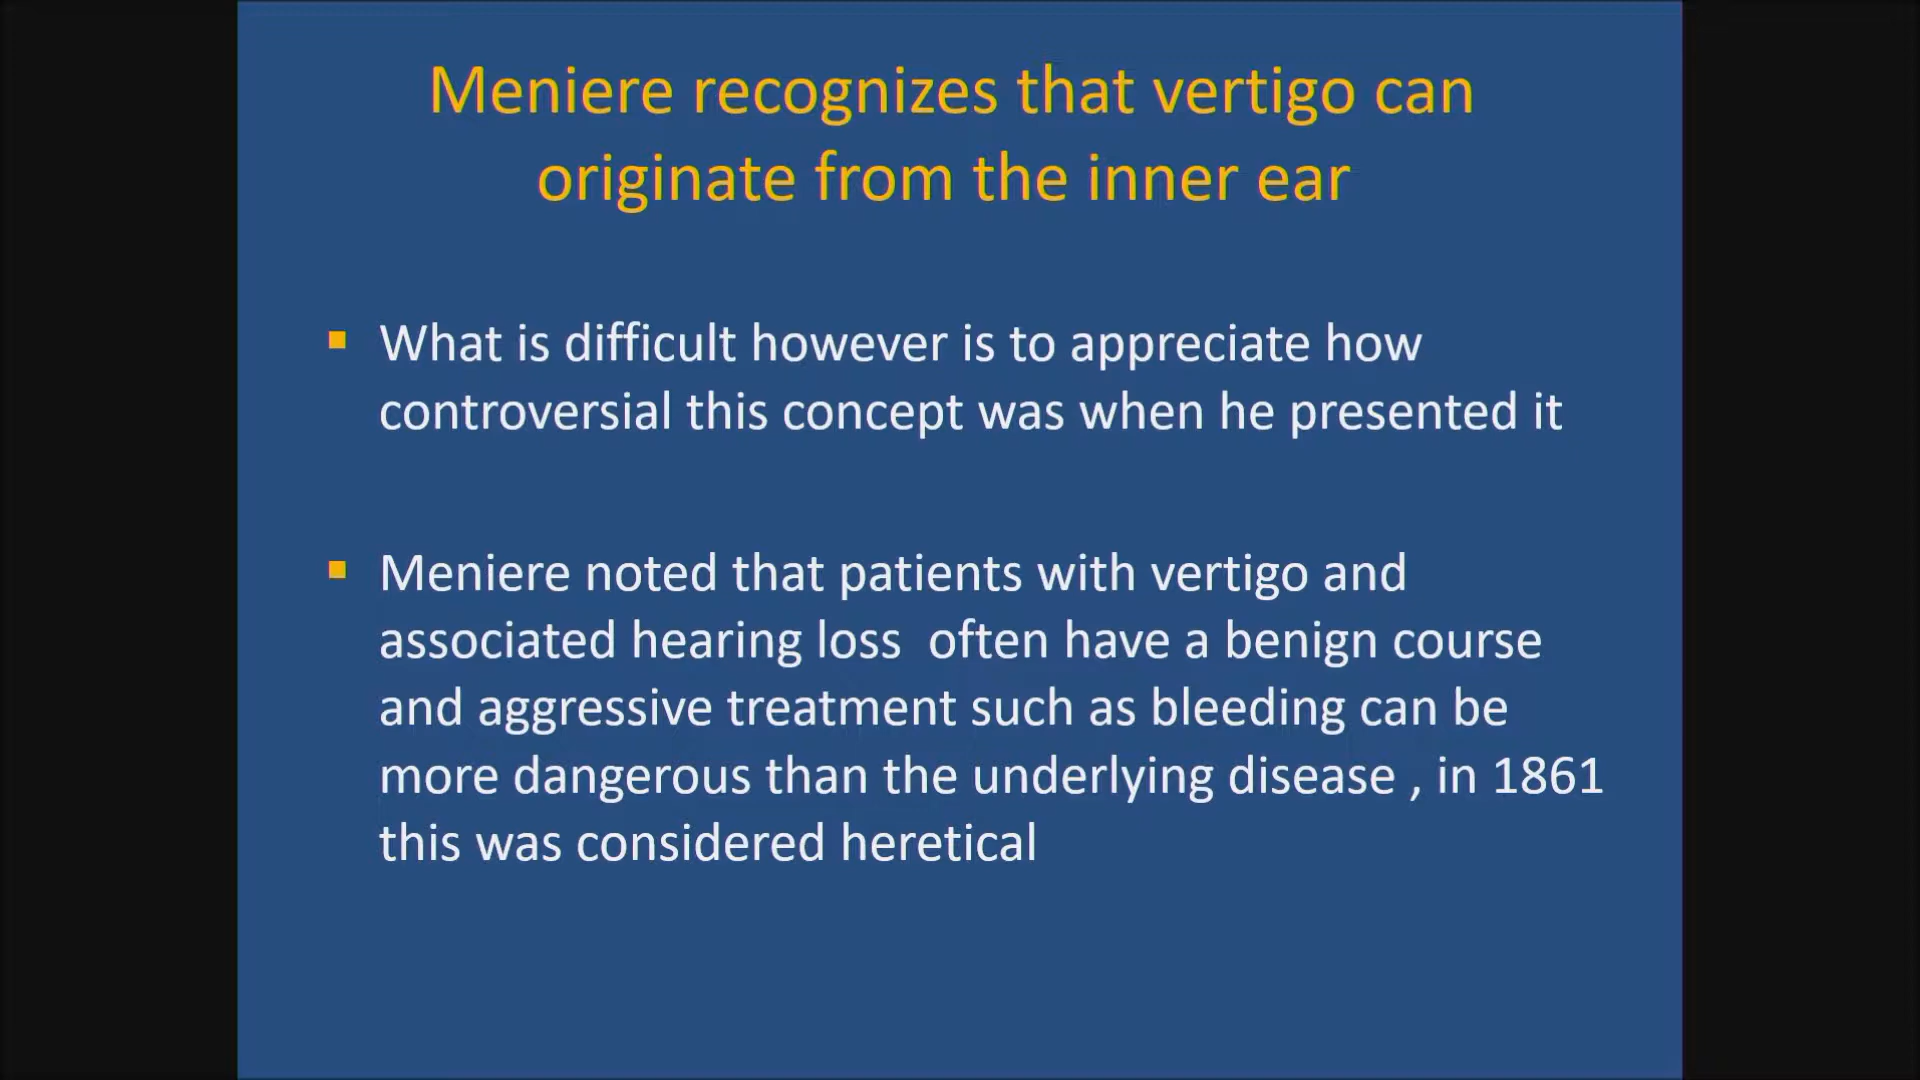 Meniere recognizes that vertigo can
originate from the inner ear
What is difficult however is to appreciate how
controversial this concept was when he presented it
Meniere noted that patients with vertigo and
associated hearing loss  often have a benign course
and aggressive treatment such as bleeding can be
more dangerous than the underlying disease , in 1861
this was considered heretical